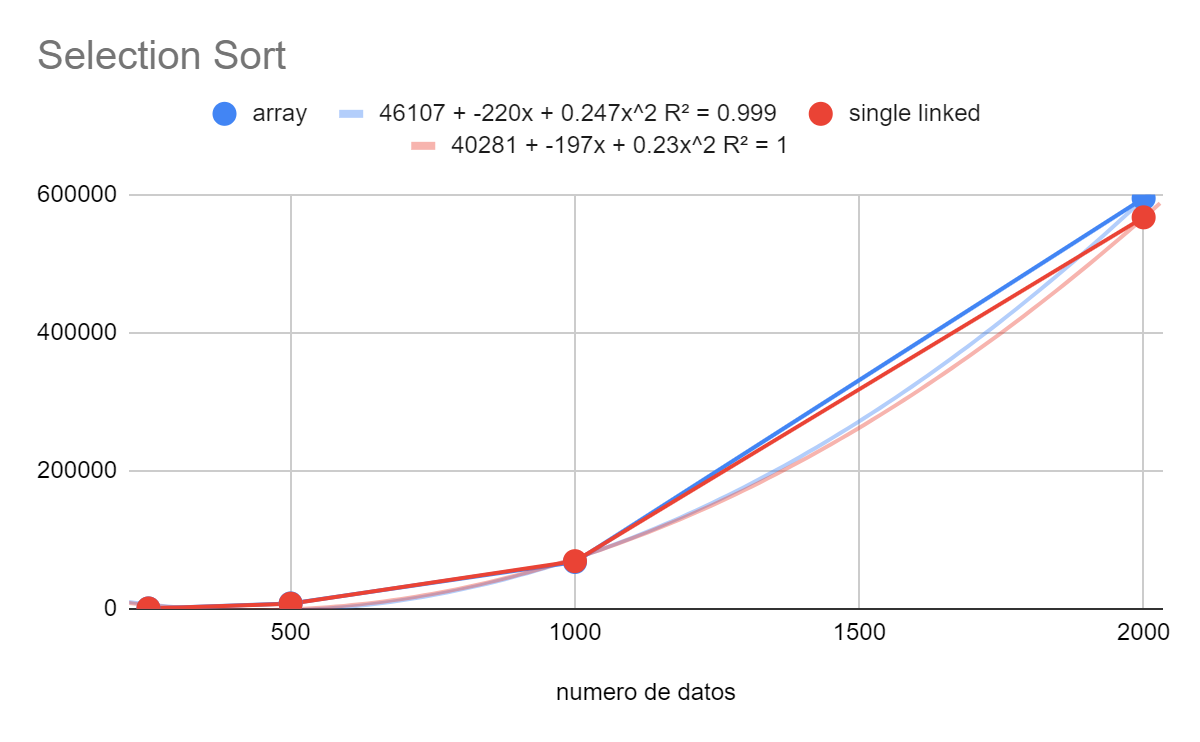 Selection Sort
array 46107 + -220x + 0.247x^2 R² = 0.999 single linked
40281 + -197x + 0.23x^2 R² = 1
600000
400000
200000
0
500 1000 1500 2000
numero de datos